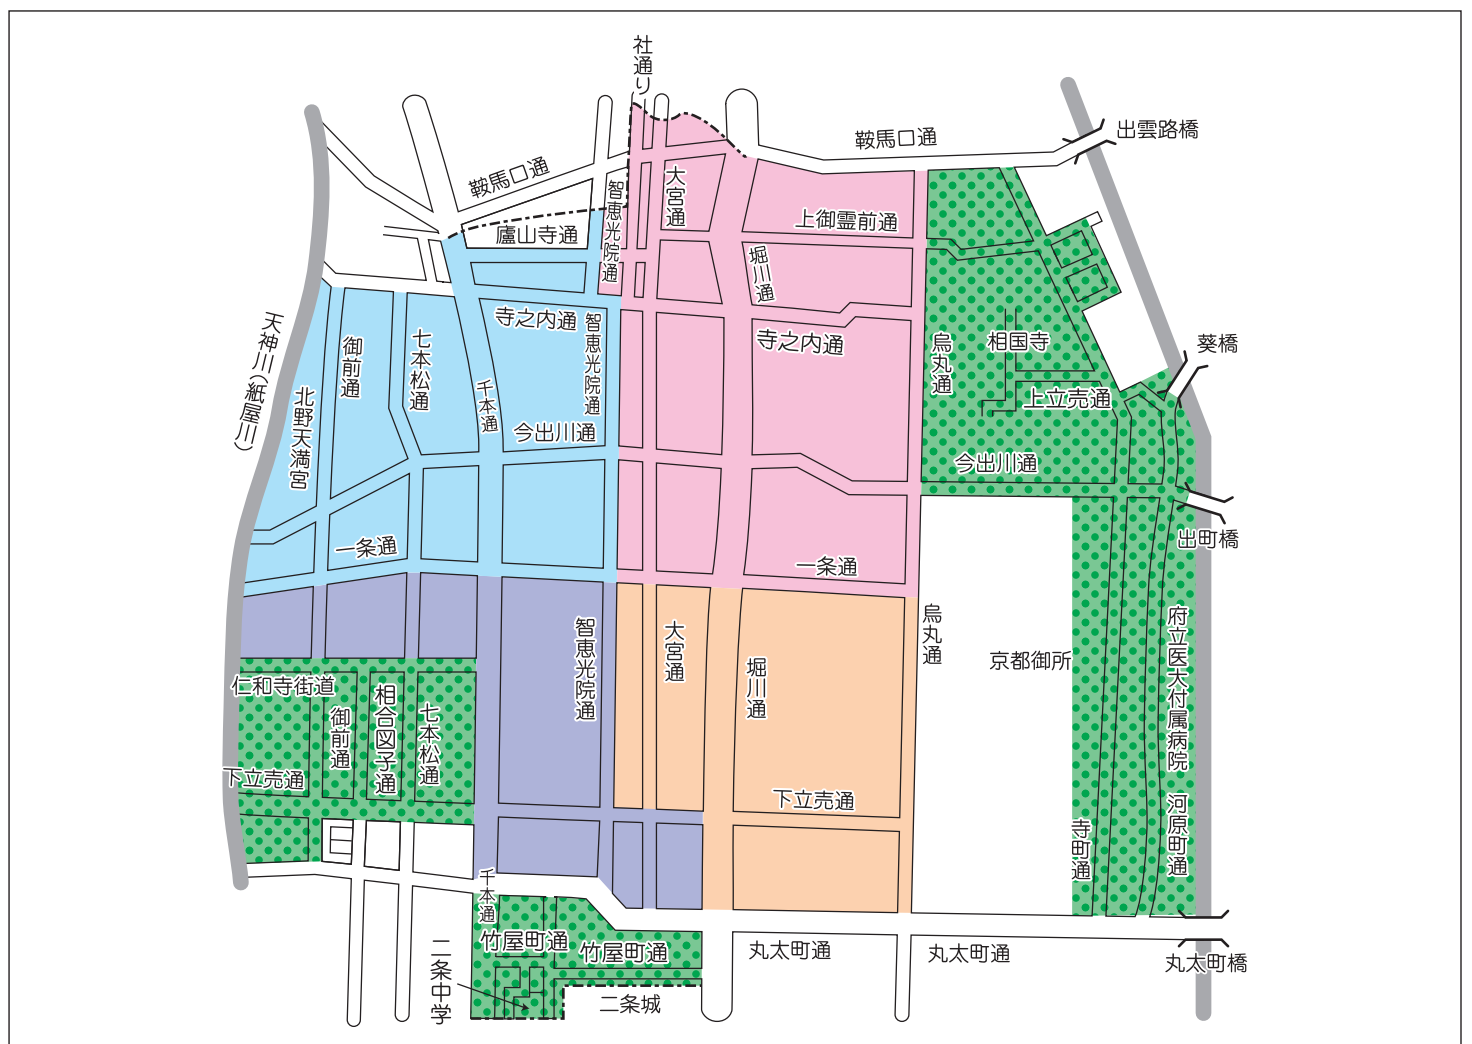 社通り
鞍馬口通
出雲路橋
鞍馬口通
大宮通
智恵光院通
上御霊前通
廬山寺通
堀川通
天神川(紙屋川)
御前通
七本松通
寺之内通
智恵光院通
寺之内通
烏丸通
相国寺
葵橋
北野天満宮
千本通
今出川通
上立売通
今出川通
一条通
一条通
出町橋
智恵光院通
大宮通
堀川通
烏丸通
京都御所
府立医大付属病院
仁和寺街道
御前通
相合図子通
七本松通
下立売通
下立売通
寺町通
河原町通
千本通
竹屋町通
竹屋町通
丸太町通
丸太町通
丸太町橋
二条中学
二条城